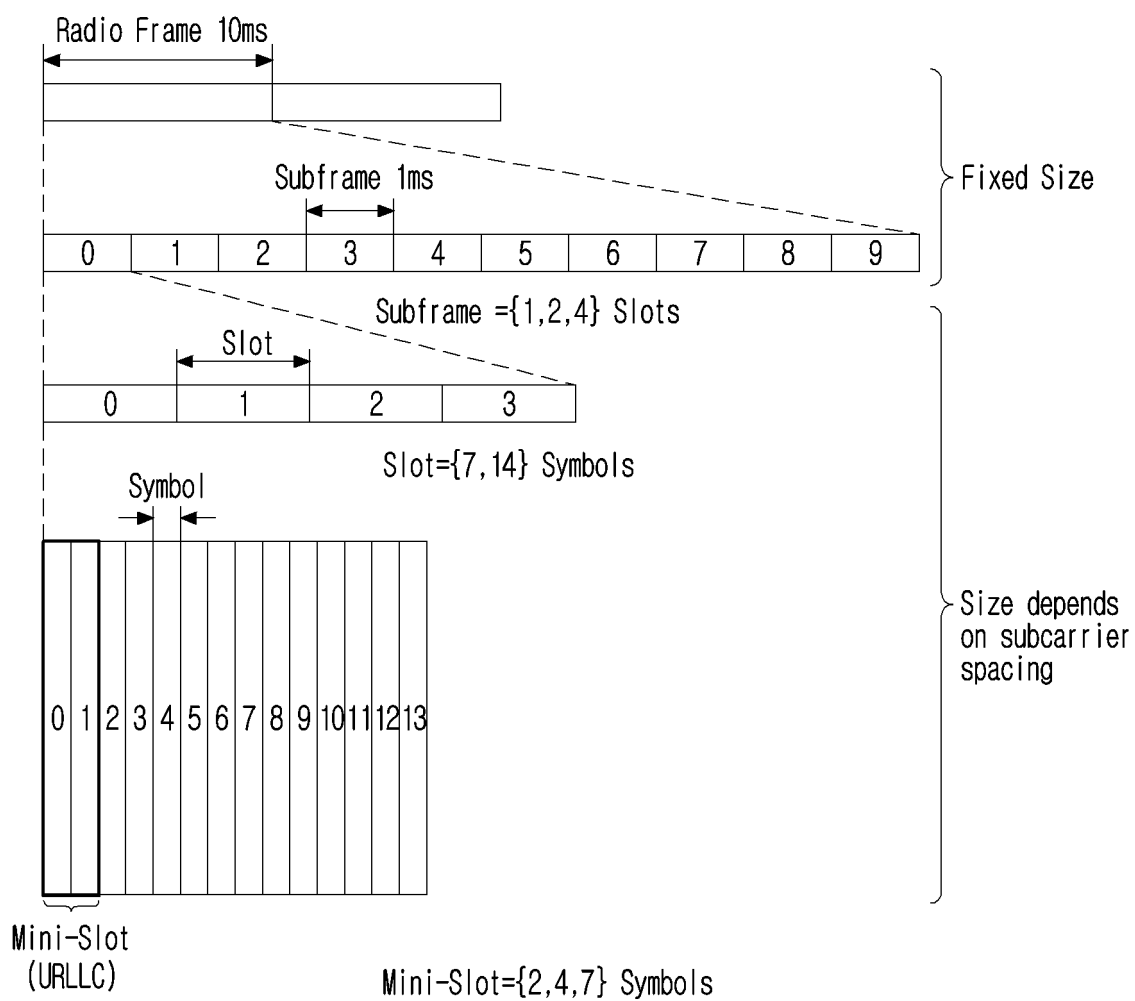 Radio Frame 10ms
Subframe 1ms
Fixed Size
0 1 2 3 4 5 6 7 8 9
Subframe ={1,2,4} Slots
Slot
0 1 2 3
Slot={7,14} Symbols
Symbol
Size depends
on subcarrier
spacing
0 1 2 3 4 5 6 7 8 9 10 11 12 13
Mini-Slot
(URLLC)
Mini-Slot={2,4,7} Symbols